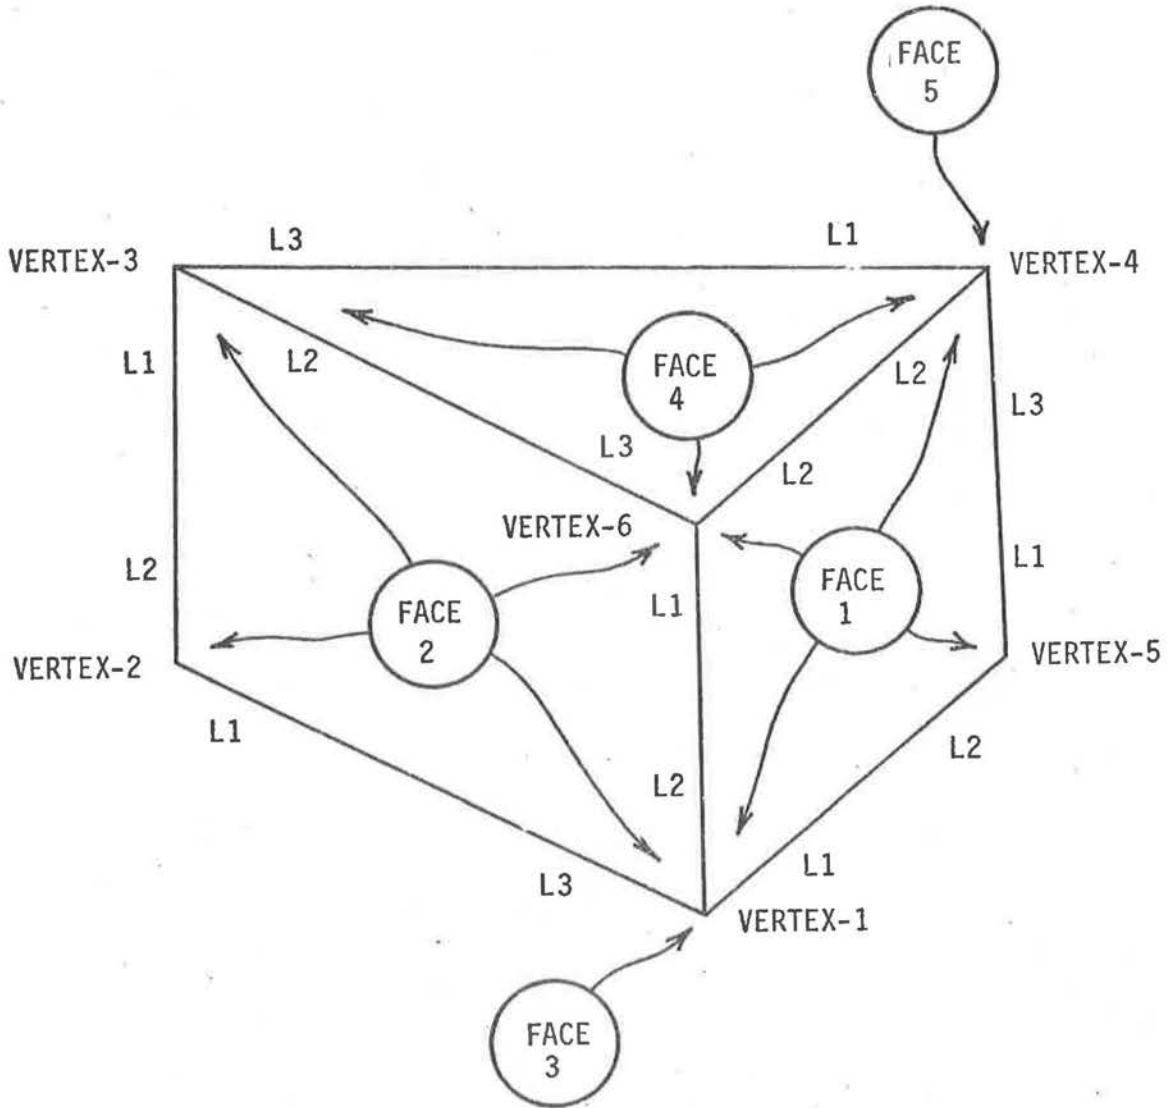 FACE
5
L3
L1
VERTEX-3
VERTEX-4
L1
L2
FACE
4
L2
L3
L3
L2
VERTEX-6
L2
L1
L1
FACE
1
FACE
2
VERTEX-2
VERTEX-5
L1
L2
L2
L1
L3
VERTEX-1
FACE
3